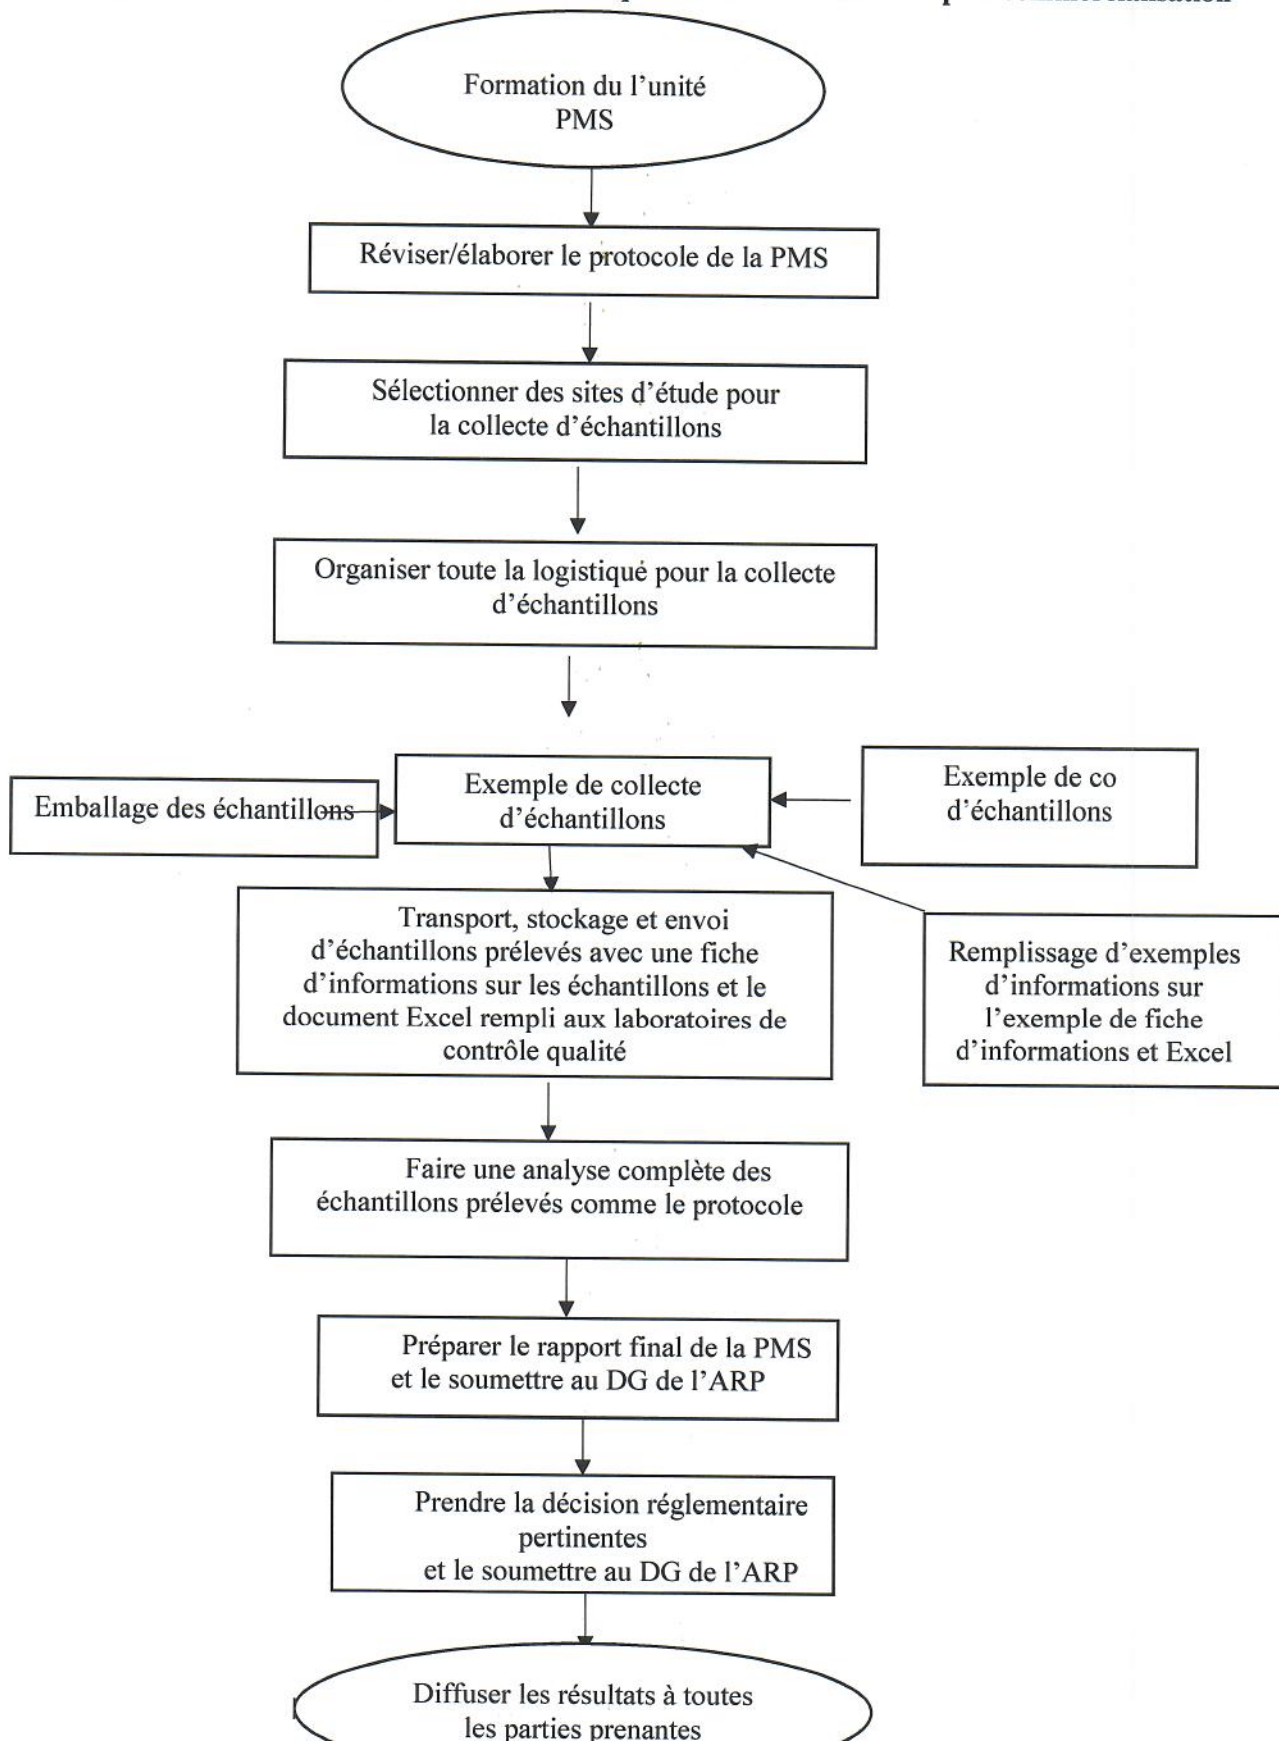 Formation du l'unité
PMS
Réviser/élaborer le protocole de la PMS
Sélectionner des sites d'étude pour
la collecte d'échantillons
Organiser toute la logistiqué pour la collecte
d'échantillons
Emballage des échantillons
Exemple de collecte
d'échantillons
Exemple de co
d'échantillons
Transport, stockage et envoi
d'échantillons prélevés avec une fiche
d'informations sur les échantillons et le
document Excel rempli aux laboratoires de
contrôle qualité
Remplissage d'exemples
d'informations sur
l'exemple de fiche
d'informations et Excel
Faire une analyse complète des
échantillons prélevés comme le protocole
Préparer le rapport final de la PMS
et le soumettre au DG de l'ARP
Prendre la décision réglementaire
pertinentes
et le soumettre au DG de l'ARP
Diffuser les résultats à toutes
les parties prenantes